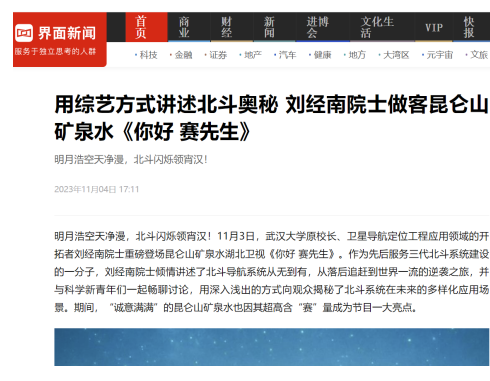 界面新闻
服务于独立思考的人群
首页 商业 财经 新闻 进博会 文化生活 VIP 快报
·科技 ·金融 ·证券 ·地产 ·汽车 ·健康 ·地方 ·大湾区 ·元宇宙 ·文旅
用综艺方式讲述北斗奥秘 刘经南院士做客昆仑山
矿泉水《你好 赛先生》
明月浩空天净漫，北斗闪烁领宵汉！
2023年11月04日 17:11
明月浩空天净漫，北斗闪烁领宵汉！11月3日，武汉大学原校长、卫星导航定位工程应用领域的开
拓者刘经南院士重磅登场昆仑山矿泉水湖北卫视《你好 赛先生》。作为先后服务三代北斗系统建设
的一分子，刘经南院士倾情讲述了北斗导航系统从无到有，从落后追赶到世界一流的逆袭之旅，并
与科学新青年们一起畅聊讨论，用深入浅出的方式向观众揭秘了北斗系统在未来的多样化应用场
景。期间，“诚意满满”的昆仑山矿泉水也因其超高含“赛”量成为节目一大亮点。